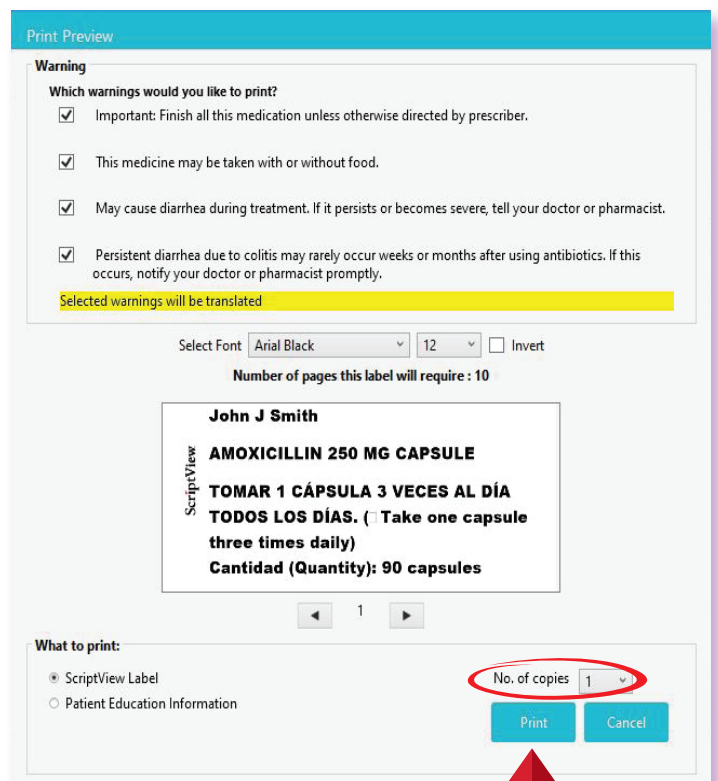 Print Preview
Warning
Which warnings would you like to print?
Important: Finish all this medication unless otherwise directed by prescriber.
This medicine may be taken with or without food.
May cause diarrhea during treatment. If it persists or becomes severe, tell your doctor or pharmacist.
Persistent diarrhea due to colitis may rarely occur weeks or months after using antibiotics. If this
occurs, notify your doctor or pharmacist promptly.
Selected warnings will be translated
Select Font Arial Black 12 Invert
Number of pages this label will require : 10
ScriptView
John J Smith
AMOXICILLIN 250 MG CAPSULE
TOMAR 1 CÁPSULA 3 VECES AL DÍA
TODOS LOS DÍAS. (□ Take one capsule
three times daily)
Cantidad (Quantity): 90 capsules
1
What to print:
ScriptView Label
Patient Education Information
No. of copies 1
Print Cancel